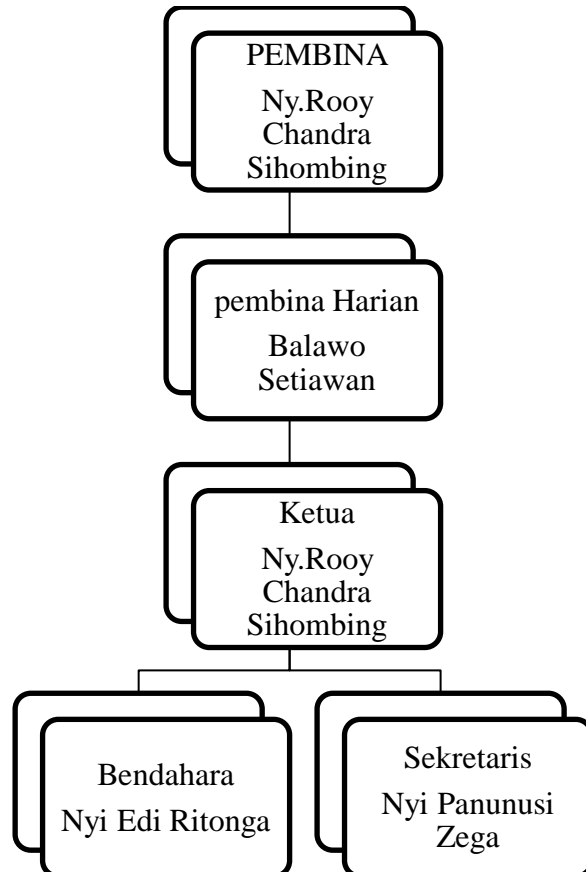 PEMBINA
Ny.Rooy
Chandra
Sihombing
pembina Harian
Balawo
Setiawan
Ketua
Ny.Rooy
Chandra
Sihombing
Bendahara
Nyi Edi Ritonga
Sekretaris
Nyi Panunusi
Zega